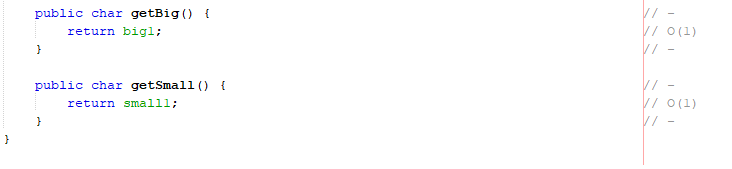 public char getBig() { // -
return big1; // O(1)
} // -
public char getSmall() { // -
return small1; // O(1)
} // -
}